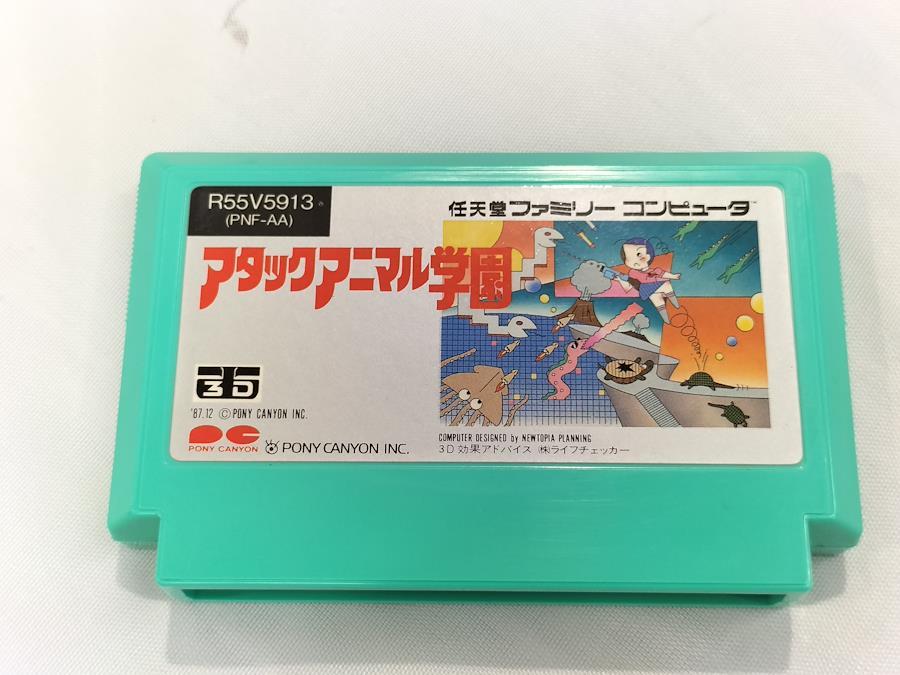 R55V5913
(PNF-AA)
任天堂ファミリー コンピュータ™
アタックアニマル学園
3D
'87.12 © PONY CANYON INC.
PONY CANYON
PONY CANYON INC.
COMPUTER DESIGNED by NEWTOPIA PLANNING
3D効果アドバイス ㈱ライフチェッカー